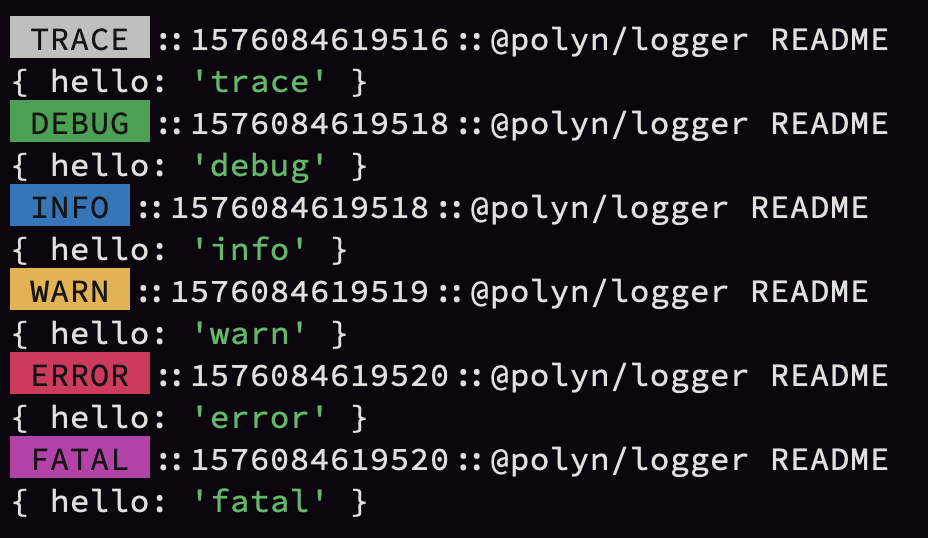 TRACE ::1576084619516::@polyn/logger README
{ hello: 'trace' }
DEBUG ::1576084619518::@polyn/logger README
{ hello: 'debug' }
INFO ::1576084619518::@polyn/logger README
{ hello: 'info' }
WARN ::1576084619519::@polyn/logger README
{ hello: 'warn' }
ERROR ::1576084619520::@polyn/logger README
{ hello: 'error' }
FATAL ::1576084619520::@polyn/logger README
{ hello: 'fatal' }